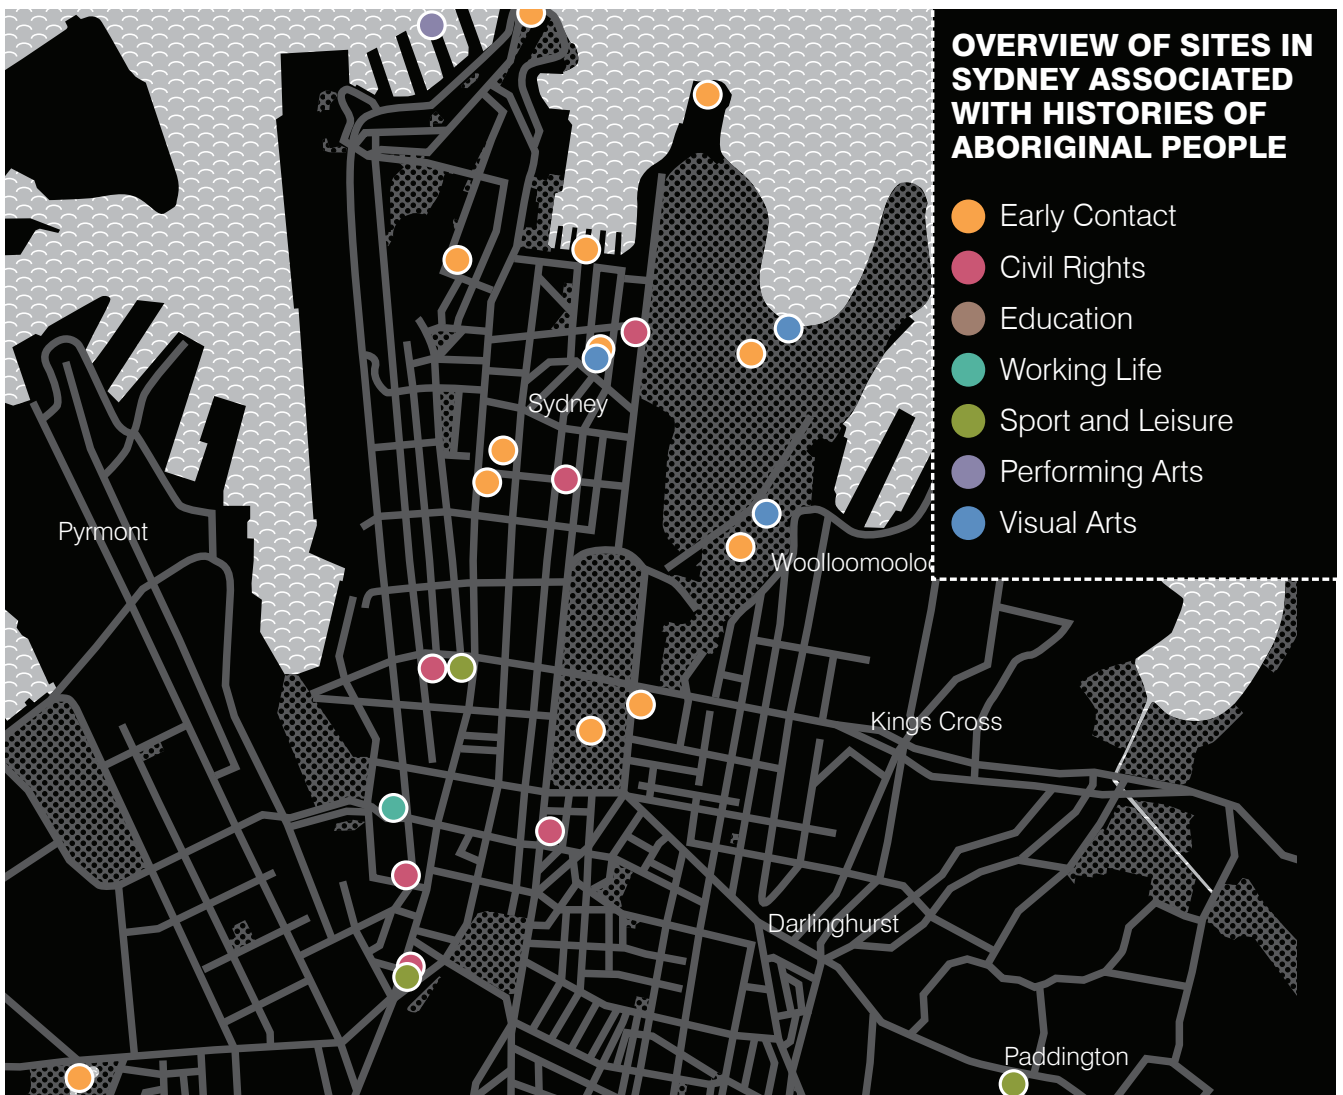 OVERVIEW OF SITES IN
SYDNEY ASSOCIATED
WITH HISTORIES OF
ABORIGINAL PEOPLE
Early Contact
Civil Rights
Education
Working Life
Sport and Leisure
Performing Arts
Visual Arts
Sydney
Pyrmont
Woolloomooloo
Kings Cross
Darlinghurst
Paddington